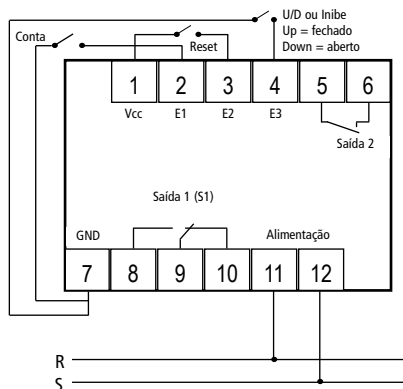 U/D ou Inibe
Up = fechado
Down = aberto
Conta
Reset
1 2 3 4 5 6
Vcc E1 E2 E3
Saída 2
Saída 1 (S1)
GND Alimentação
7 8 9 10 11 12
R
S